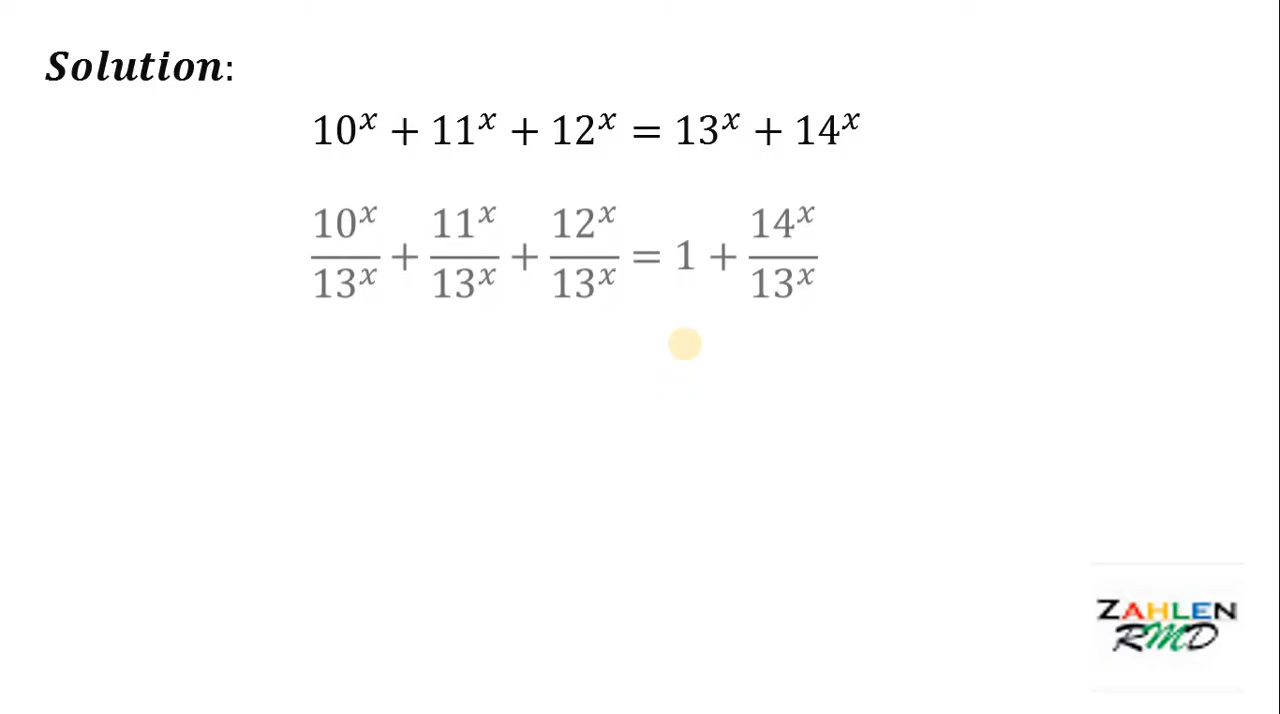 Solution:
10^x + 11^x + 12^x = 13^x + 14^x
10^x/13^x + 11^x/13^x + 12^x/13^x = 1 + 14^x/13^x
ZAHLEN
RMD